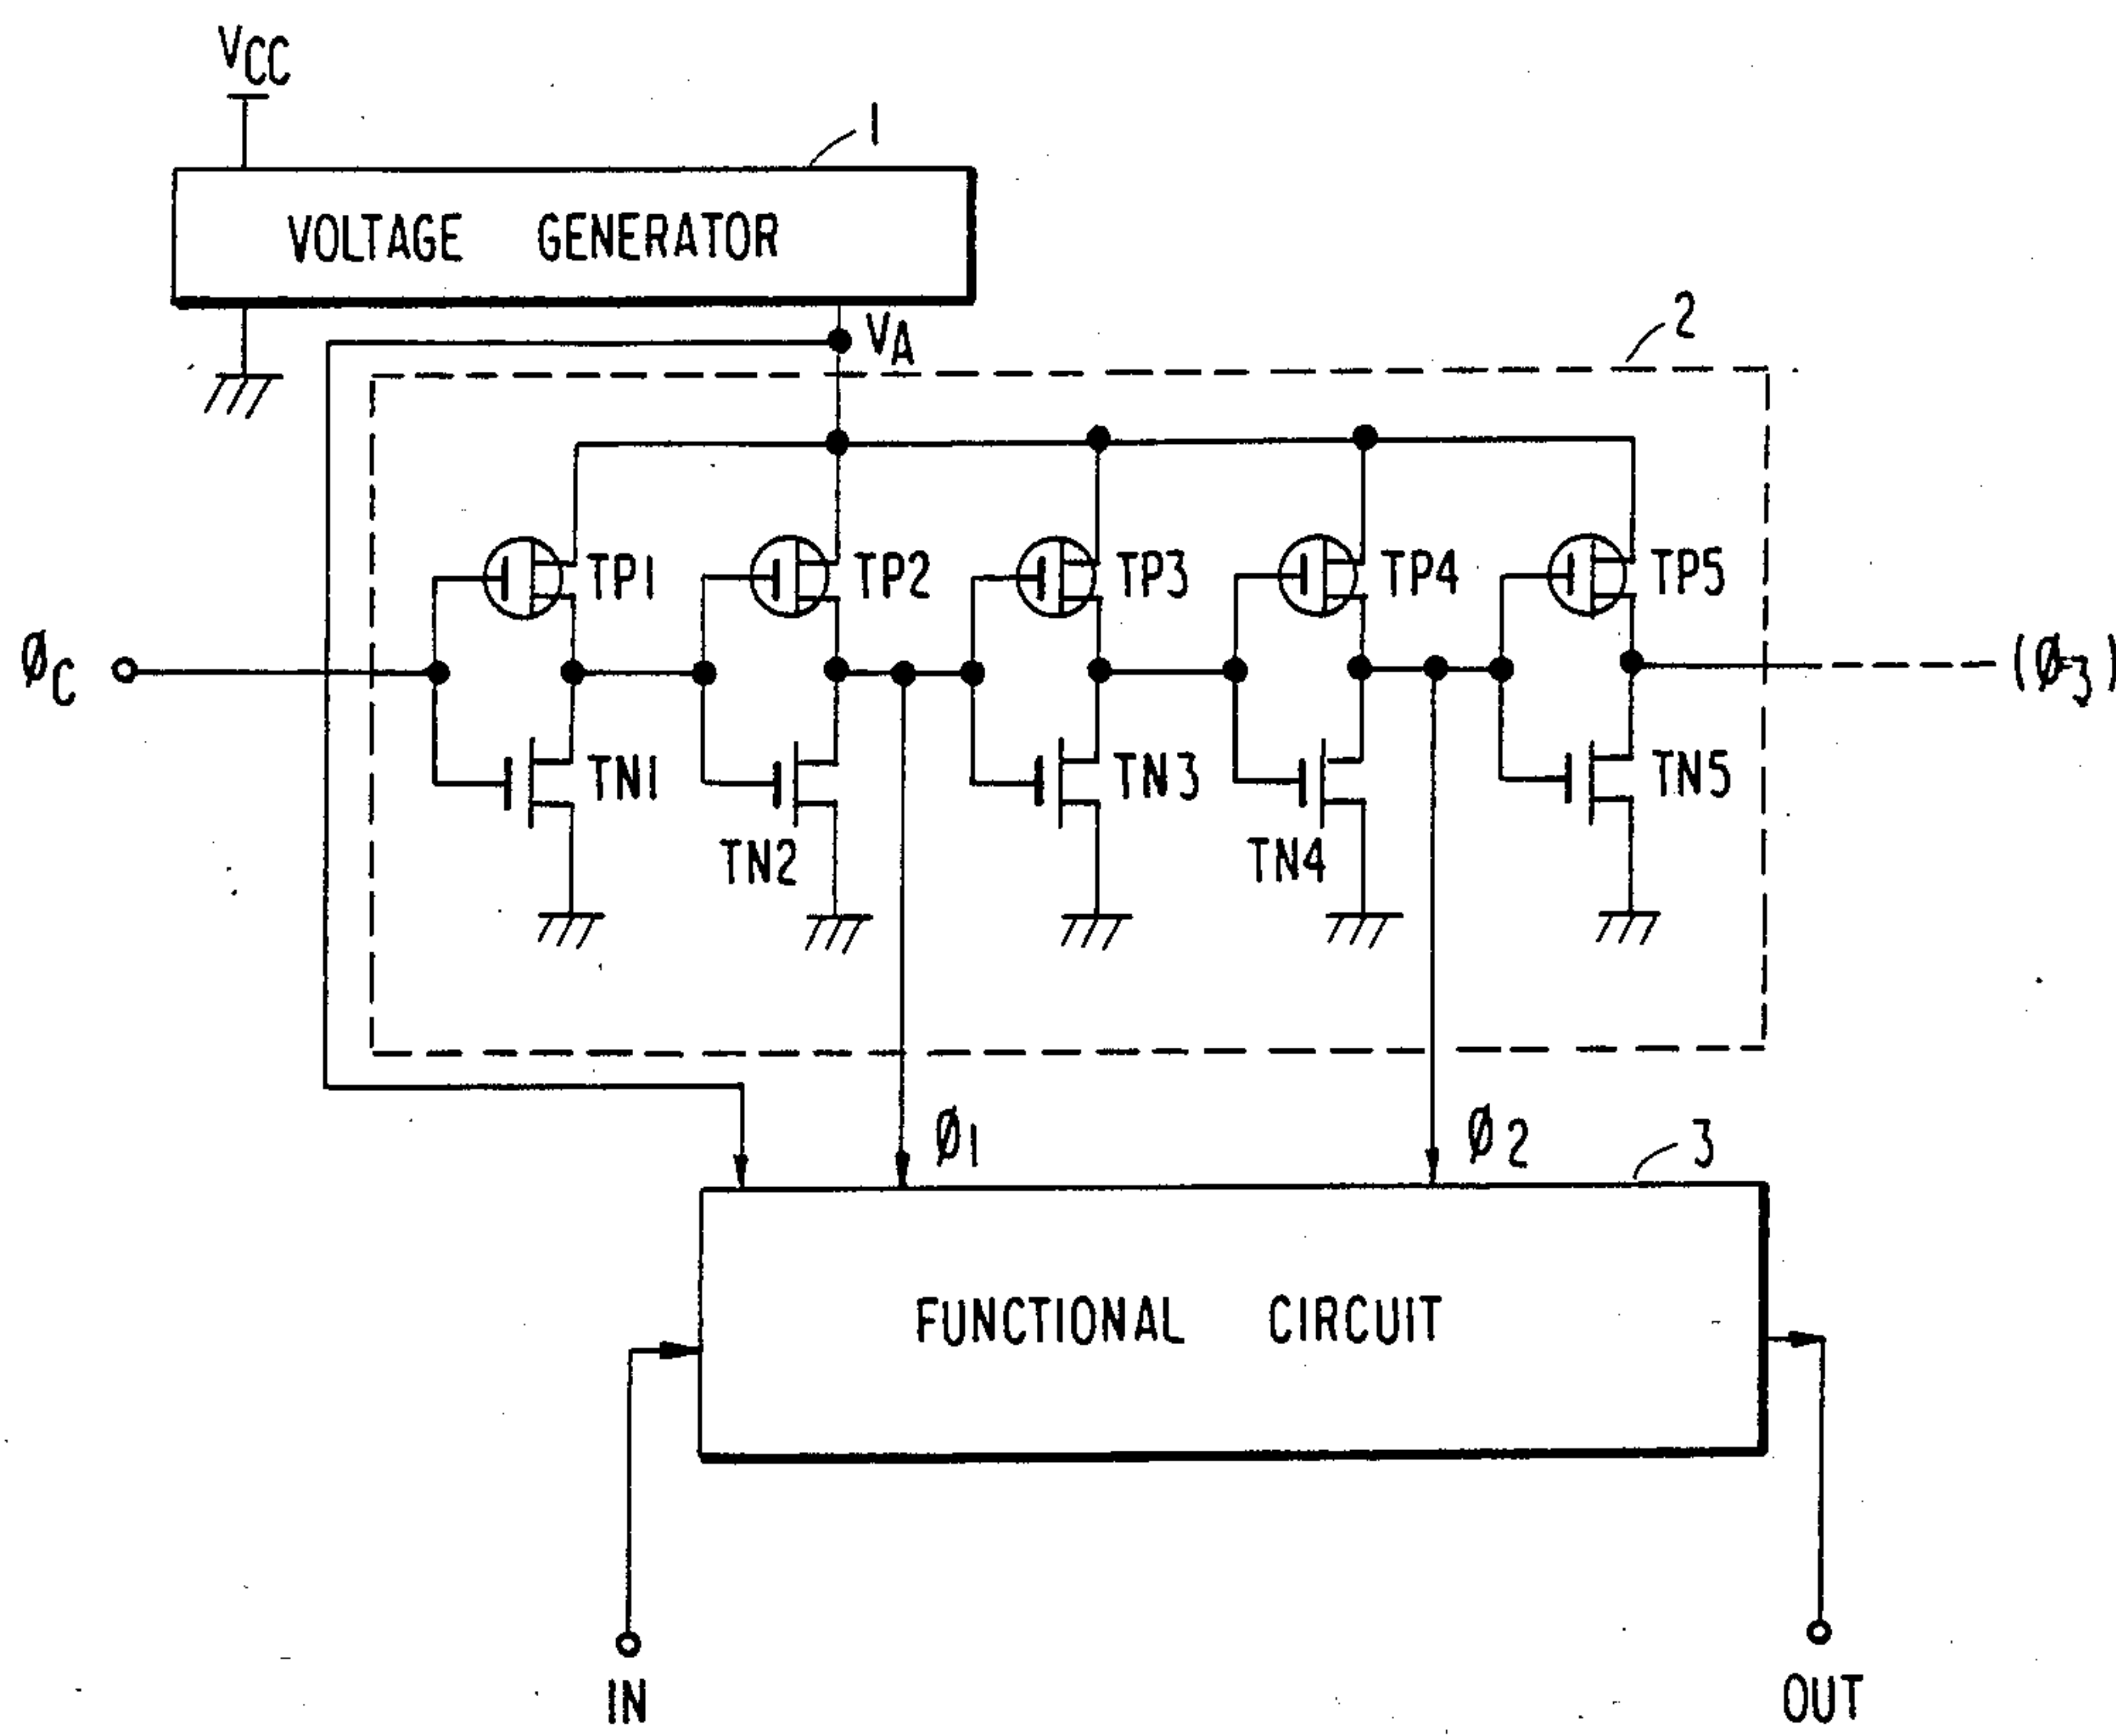 VCC
1
VOLTAGE GENERATOR
VA
2
TP1 TP2 TP3 TP4 TP5
ØC
(Ø3)
TN1 TN2 TN3 TN4 TN5
Ø1 Ø2 3
FUNCTIONAL CIRCUIT
IN OUT